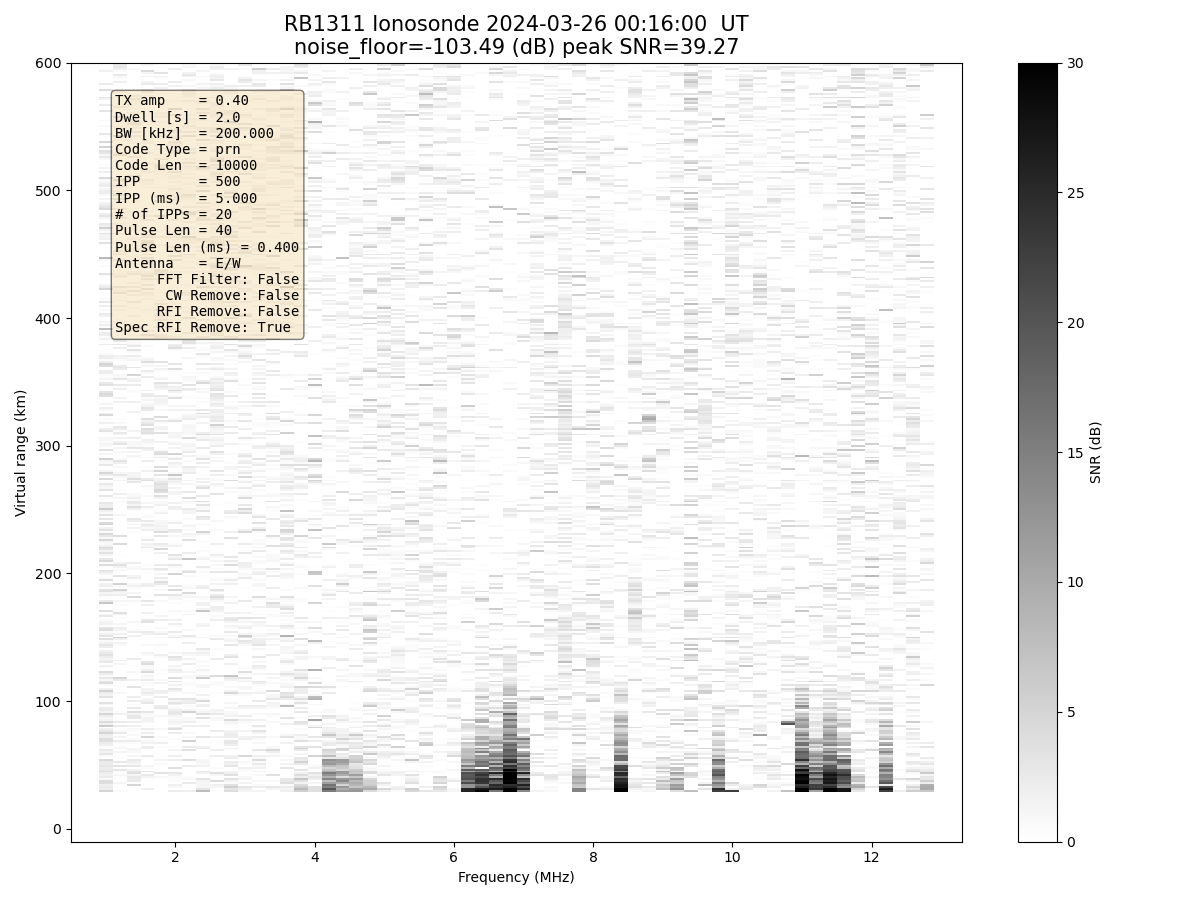 RB1311 Ionosonde 2024-03-26 00:16:00  UT
noise_floor=-103.49 (dB) peak SNR=39.27
TX amp    = 0.40
Dwell [s] = 2.0
BW [kHz]  = 200.000
Code Type = prn
Code Len  = 10000
IPP       = 500
IPP (ms)  = 5.000
# of IPPs = 20
Pulse Len = 40
Pulse Len (ms) = 0.400
Antenna   = E/W
FFT Filter: False
CW Remove: False
RFI Remove: False
Spec RFI Remove: True
600
500
400
300
200
100
0
Virtual range (km)
2 4 6 8 10 12
Frequency (MHz)
30
25
20
15
10
5
0
SNR (dB)